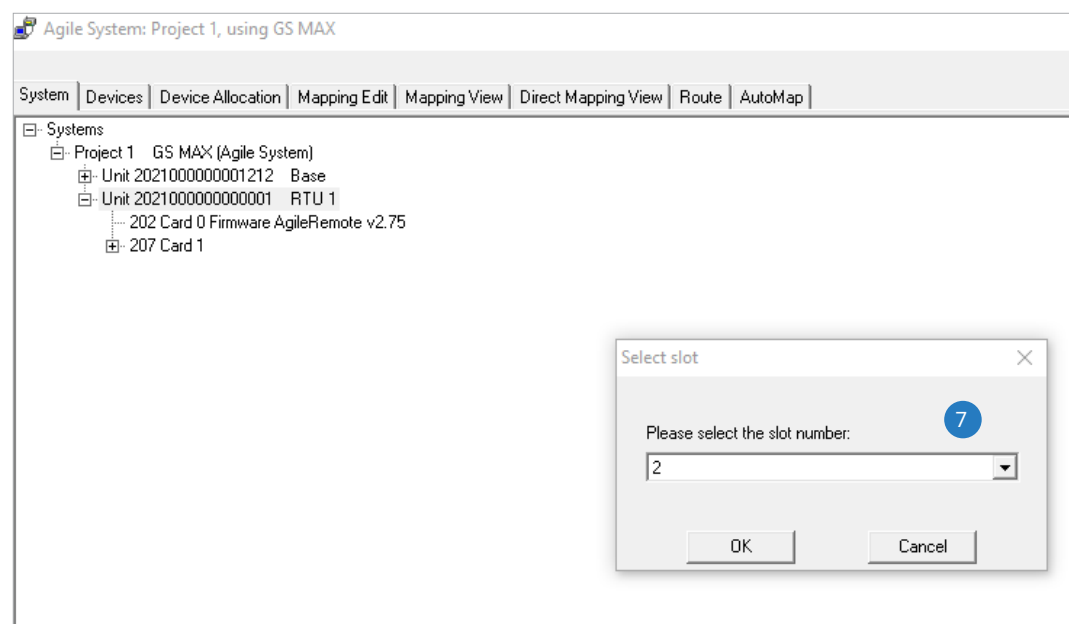 Agile System: Project 1, using GS MAX
System Devices Device Allocation Mapping Edit Mapping View Direct Mapping View Route AutoMap
Systems
Project 1 GS MAX (Agile System)
Unit 2021000000001212 Base
Unit 2021000000000001 RTU 1
202 Card 0 Firmware AgileRemote v2.75
207 Card 1
Select slot
7
Please select the slot number:
2
OK Cancel